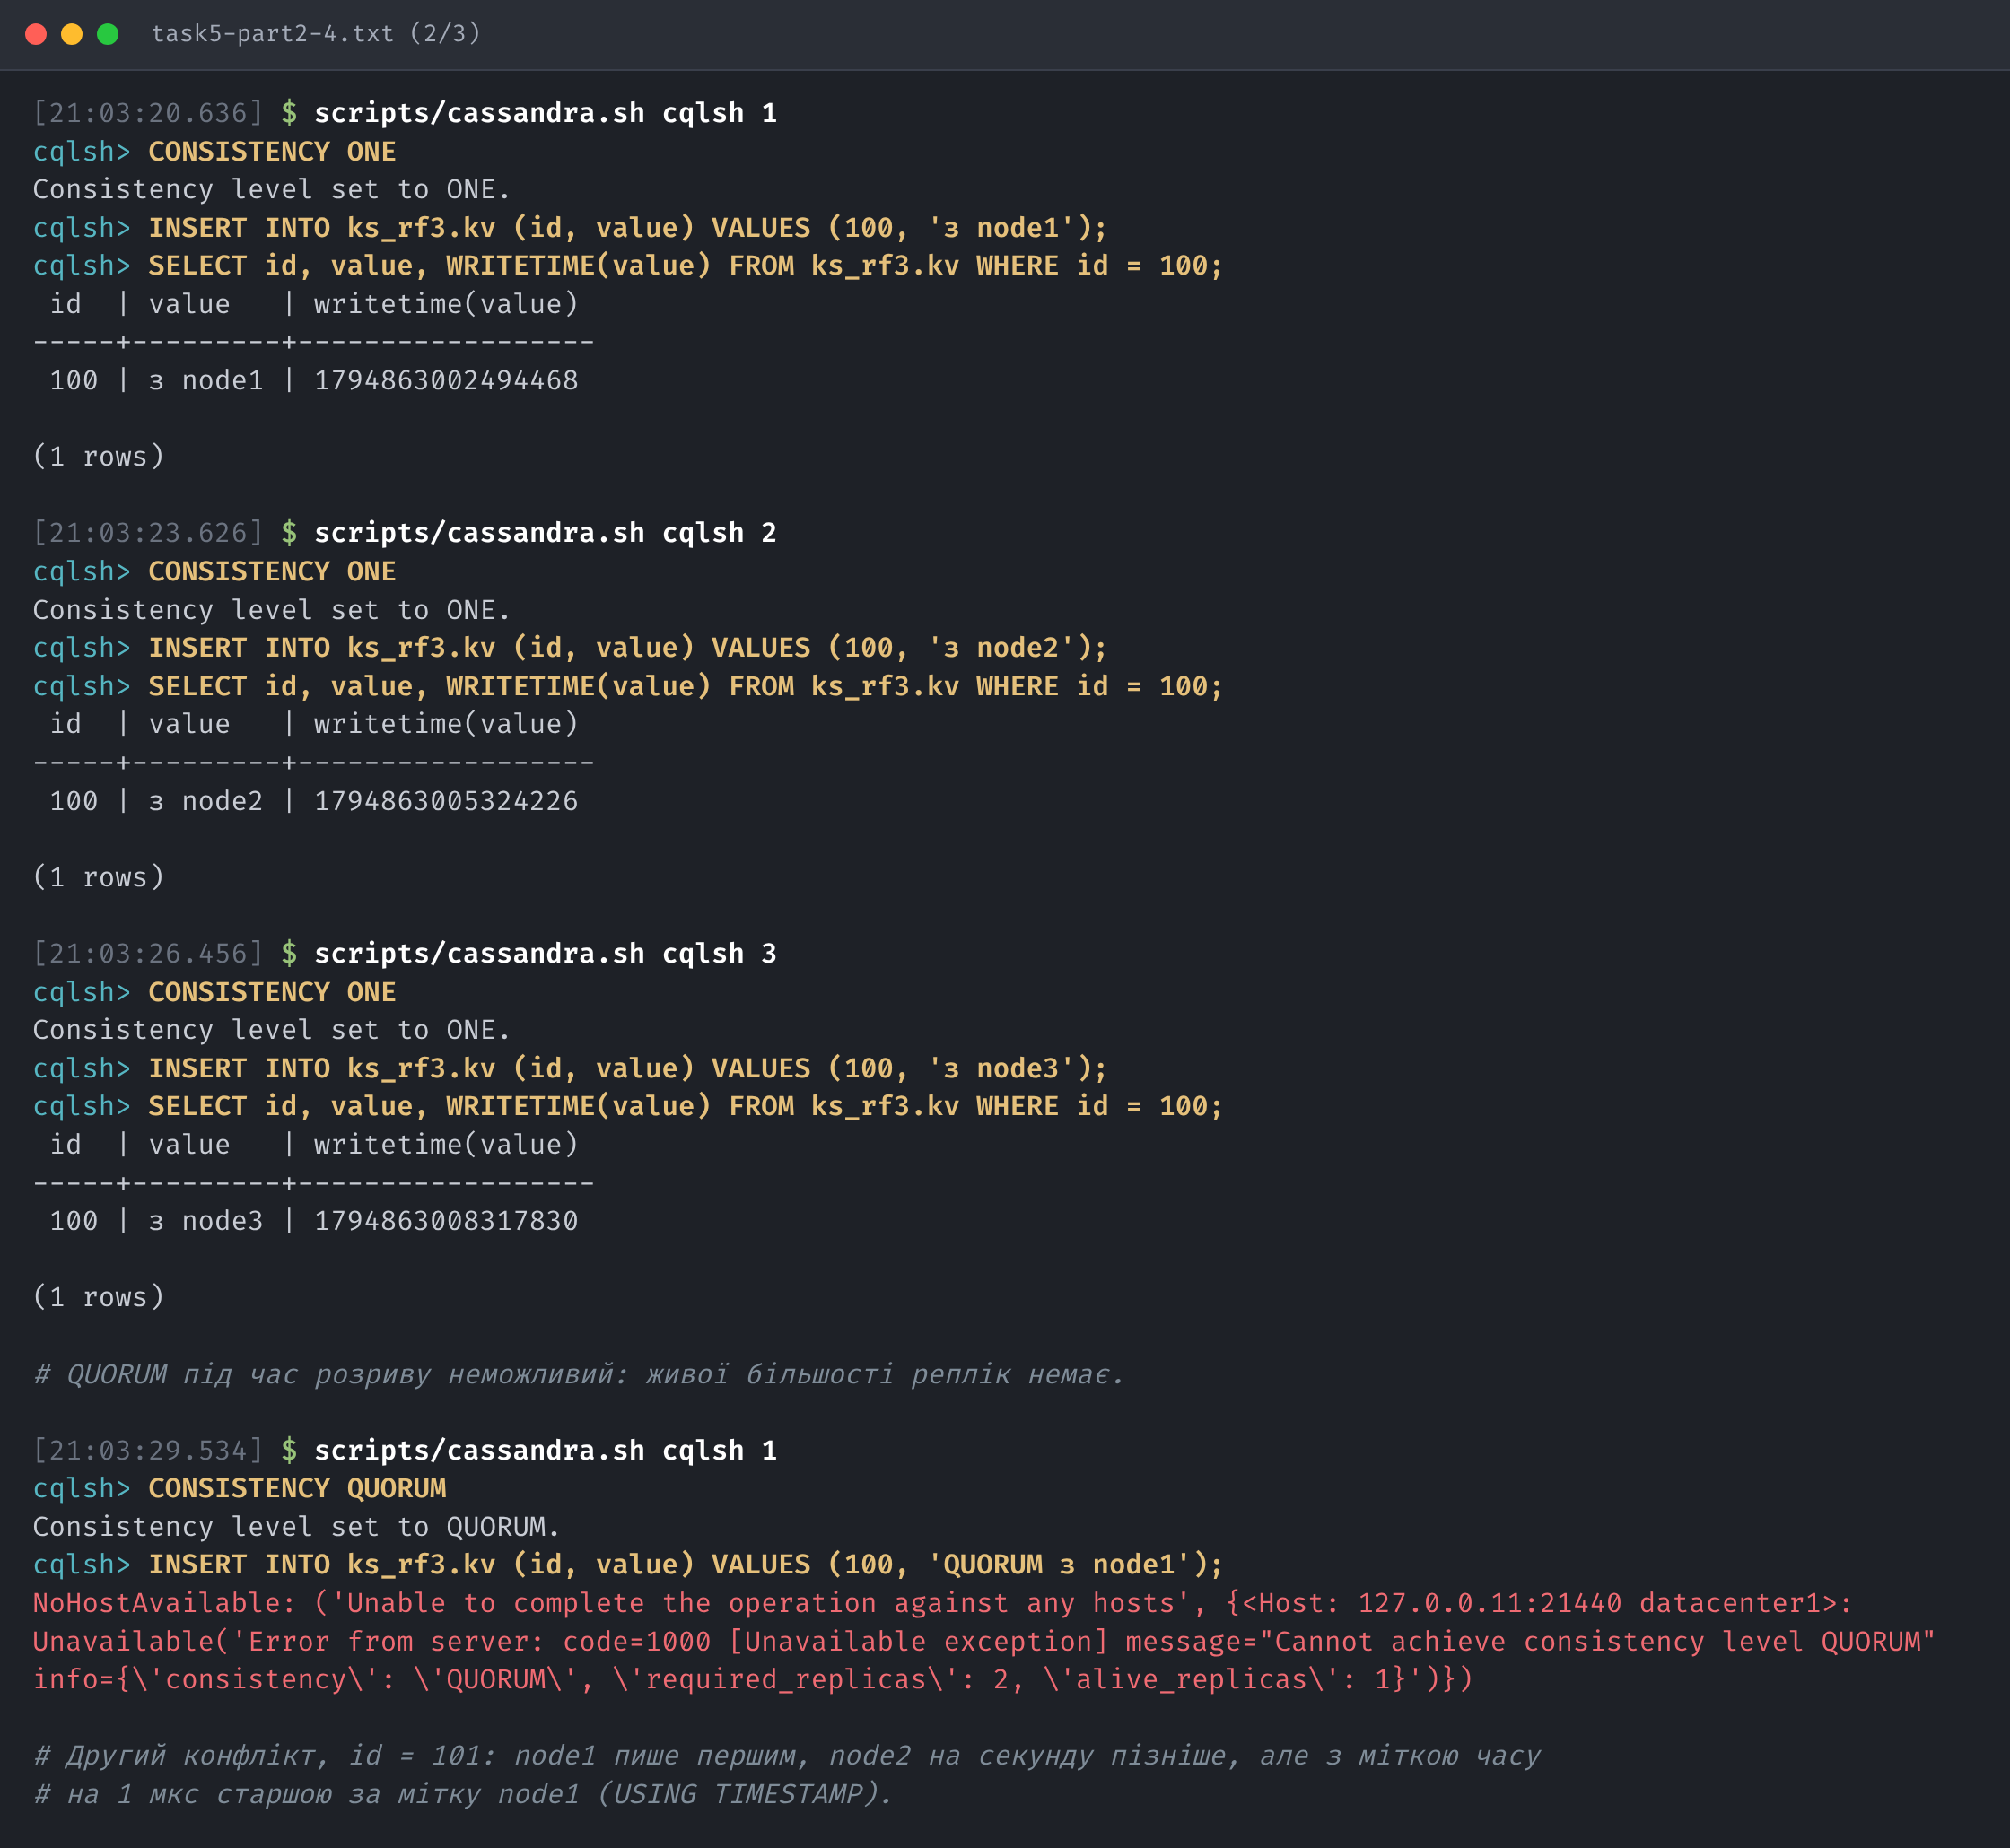 task5-part2-4.txt (2/3)
[21:03:20.636] $ scripts/cassandra.sh cqlsh 1
cqlsh> CONSISTENCY ONE
Consistency level set to ONE.
cqlsh> INSERT INTO ks_rf3.kv (id, value) VALUES (100, 'з node1');
cqlsh> SELECT id, value, WRITETIME(value) FROM ks_rf3.kv WHERE id = 100;
 id  | value   | writetime(value)
-----+---------+------------------
 100 | з node1 | 1794863002494468
(1 rows)
[21:03:23.626] $ scripts/cassandra.sh cqlsh 2
cqlsh> CONSISTENCY ONE
Consistency level set to ONE.
cqlsh> INSERT INTO ks_rf3.kv (id, value) VALUES (100, 'з node2');
cqlsh> SELECT id, value, WRITETIME(value) FROM ks_rf3.kv WHERE id = 100;
 id  | value   | writetime(value)
-----+---------+------------------
 100 | з node2 | 1794863005324226
(1 rows)
[21:03:26.456] $ scripts/cassandra.sh cqlsh 3
cqlsh> CONSISTENCY ONE
Consistency level set to ONE.
cqlsh> INSERT INTO ks_rf3.kv (id, value) VALUES (100, 'з node3');
cqlsh> SELECT id, value, WRITETIME(value) FROM ks_rf3.kv WHERE id = 100;
 id  | value   | writetime(value)
-----+---------+------------------
 100 | з node3 | 1794863008317830
(1 rows)
# QUORUM під час розриву неможливий: живої більшості реплік немає.
[21:03:29.534] $ scripts/cassandra.sh cqlsh 1
cqlsh> CONSISTENCY QUORUM
Consistency level set to QUORUM.
cqlsh> INSERT INTO ks_rf3.kv (id, value) VALUES (100, 'QUORUM з node1');
NoHostAvailable: ('Unable to complete the operation against any hosts', {<Host: 127.0.0.11:21440 datacenter1>:
Unavailable('Error from server: code=1000 [Unavailable exception] message="Cannot achieve consistency level QUORUM"
info={\'consistency\': \'QUORUM\', \'required_replicas\': 2, \'alive_replicas\': 1}')})
# Другий конфлікт, id = 101: node1 пише першим, node2 на секунду пізніше, але з міткою часу
# на 1 мкс старшою за мітку node1 (USING TIMESTAMP).